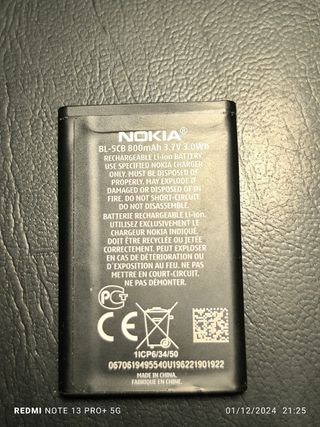 NOKIA
BL-5CB 800mAh 3.7V 3.0Wh
RECHARGEABLE Li-Ion BATTERY.
USE SPECIFIED NOKIA CHARGER
ONLY. MUST BE DISPOSED OF
PROPERLY. MAY EXPLODE IF
DAMAGED OR DISPOSED OF
IN FIRE. DO NOT SHORT-CIRCUIT.
DO NOT DISASSEMBLE.
BATTERIE RECHARGEABLE Li-Ion.
UTILISEZ EXCLUSIVEMENT
LE CHARGEUR NOKIA INDIQUÉ.
DOIT ÊTRE RECYCLÉE OU
JETÉE CORRECTEMENT.
PEUT EXPLOSER EN CAS
DE DÉTÉRIORATION OU
D'EXPOSITION AU FEU. NE PAS
METTRE EN COURT-CIRCUIT.
NE PAS DÉMONTER.
CE
1ICP6/34/50
0670619495540U196221901922
ASSEMBLED IN CHINA.
FABRIQUÉ EN CHINE.
REDMI NOTE 13 PRO+ 5G
01/12/2024 21:25